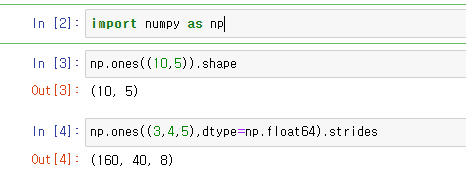 In [2]: import numpy as np
In [3]: np.ones((10,5)).shape
Out[3]: (10, 5)
In [4]: np.ones((3,4,5),dtype=np.float64).strides
Out[4]: (160, 40, 8)